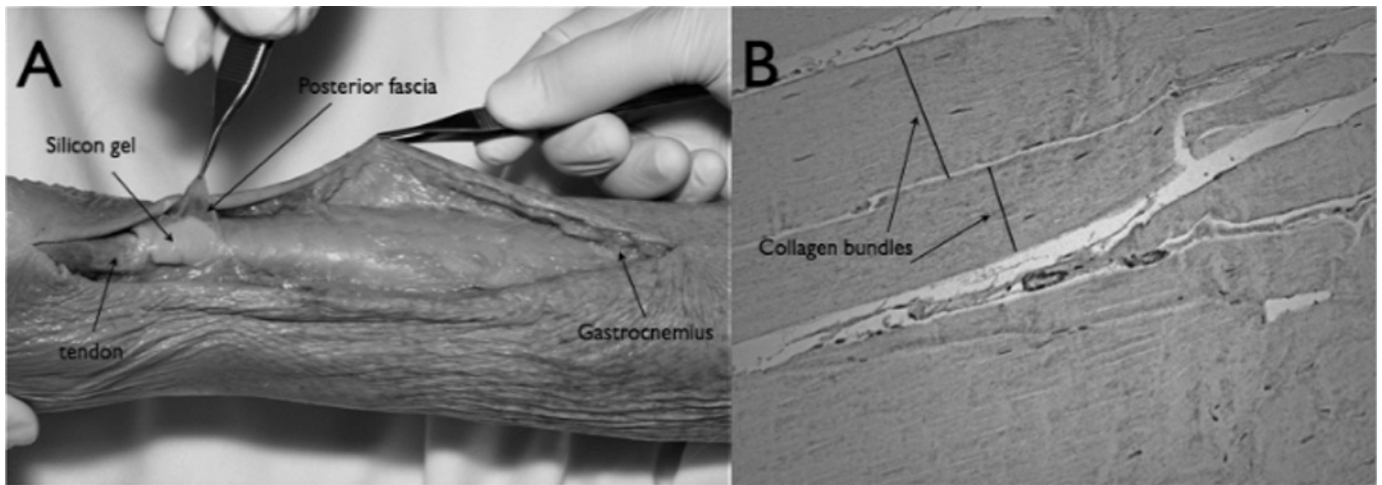 A
Posterior fascia
Silicon gel
tendon
Gastrocnemius
B
Collagen bundles